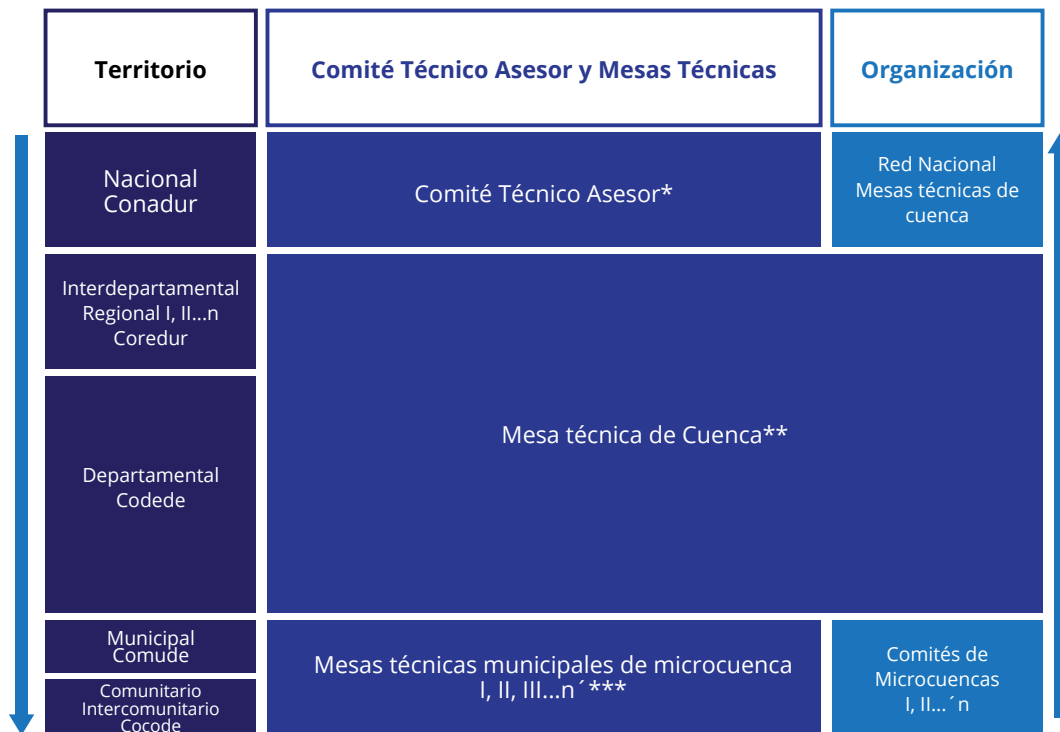 Territorio
Comité Técnico Asesor y Mesas Técnicas
Organización
Nacional
Conadur
Comité Técnico Asesor*
Red Nacional
Mesas técnicas de
cuenca
Interdepartamental
Regional I, II...n
Coredur
Mesa técnica de Cuenca**
Departamental
Codede
Municipal
Comude
Mesas técnicas municipales de microcuenca
I, II, III...n´***
Comités de
Microcuencas
I, II...´n
Comunitario
Intercomunitario
Cocode